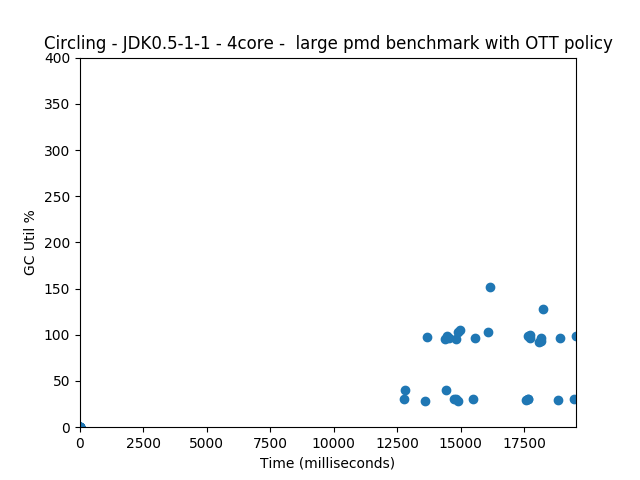 Circling - JDK0.5-1-1 - 4core -  large pmd benchmark with OTT policy
400
350
300
250
200
150
100
50
0
GC Util %
0 2500 5000 7500 10000 12500 15000 17500
Time (milliseconds)